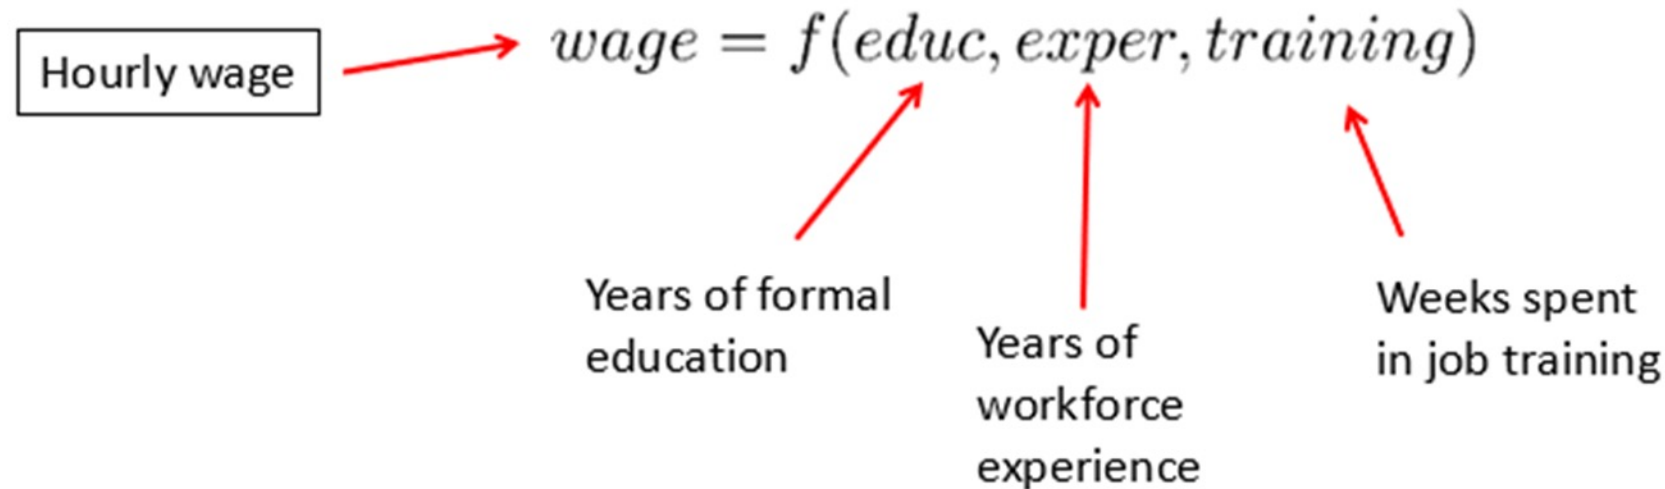 wage = f(educ, exper, training)
Hourly wage
Years of formal
education
Years of
workforce
experience
Weeks spent
in job training